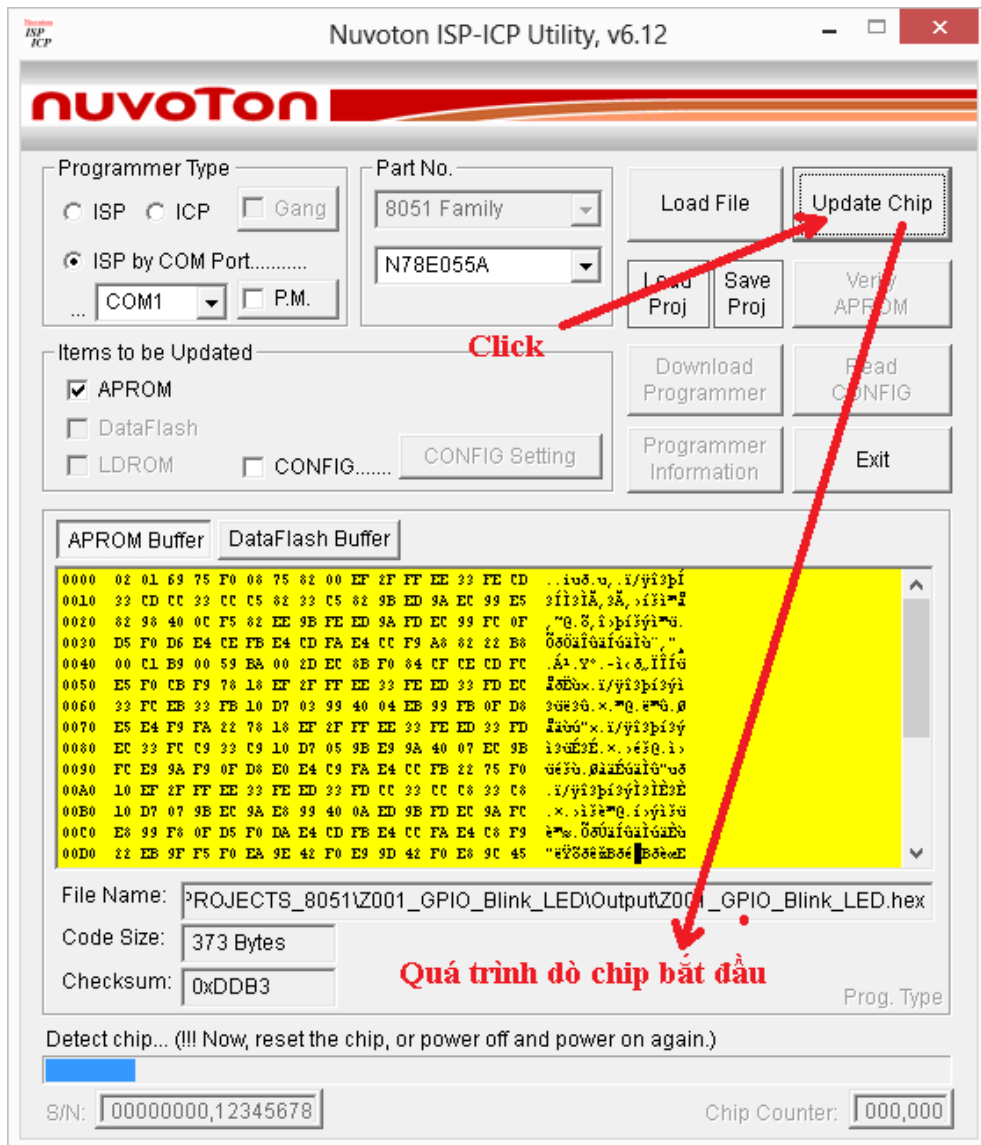 Nuvoton
ISP
ICP
Nuvoton ISP-ICP Utility, v6.12
nuvoTon
Programmer Type
ISP
ICP
Gang
ISP by COM Port...........
...
COM1
P.M.
Part No.
8051 Family
N78E055A
Load File
Update Chip
Load Proj
Save Proj
Verify APROM
Click
Items to be Updated
APROM
DataFlash
LDROM
CONFIG.......
CONFIG Setting
Download Programmer
Read CONFIG
Programmer Information
Exit
APROM Buffer
DataFlash Buffer
0000 02 01 69 75 F0 08 75 82 00 EF 2F FF EE 33 FE CD
0010 33 CD CC 33 CC C5 82 33 C5 82 9B ED 9A EC 99 E5
0020 82 98 40 0C F5 82 EE 9B FE ED 9A FD EC 99 FC 0F
0030 D5 F0 D6 E4 CE FB E4 CD FA E4 CC F9 A8 82 22 B8
0040 00 C1 B9 00 59 BA 00 2D EC 8B F0 84 CF CE CD FC
0050 E5 F0 CB F9 78 18 EF 2F FF EE 33 FE ED 33 FD EC
0060 33 FC EB 33 FB 10 D7 03 99 40 04 EB 99 FB 0F D8
0070 E5 E4 F9 FA 22 78 18 EF 2F FF EE 33 FE ED 33 FD
0080 EC 33 FC C9 33 C9 10 D7 05 9B E9 9A 40 07 EC 9B
0090 FC E9 9A F9 0F D8 E0 E4 C9 FA E4 CC FB 22 75 F0
00A0 10 EF 2F FF EE 33 FE ED 33 FD CC 33 CC C8 33 C8
00B0 10 D7 07 9B EC 9A E8 99 40 0A ED 9B FD EC 9A FC
00C0 E8 99 F8 0F D5 F0 DA E4 CD FB E4 CC FA E4 C8 F9
00D0 22 EB 9F F5 F0 EA 9E 42 F0 E9 9D 42 F0 E8 9C 45
File Name: PROJECTS_8051\Z001_GPIO_Blink_LED\Output\Z001_GPIO_Blink_LED.hex
Code Size: 373 Bytes
Checksum: 0xDDB3
Quá trình dò chip bắt đầu
Prog. Type
Detect chip... (!!! Now, reset the chip, or power off and power on again.)
S/N: 00000000,12345678
Chip Counter: 000,000